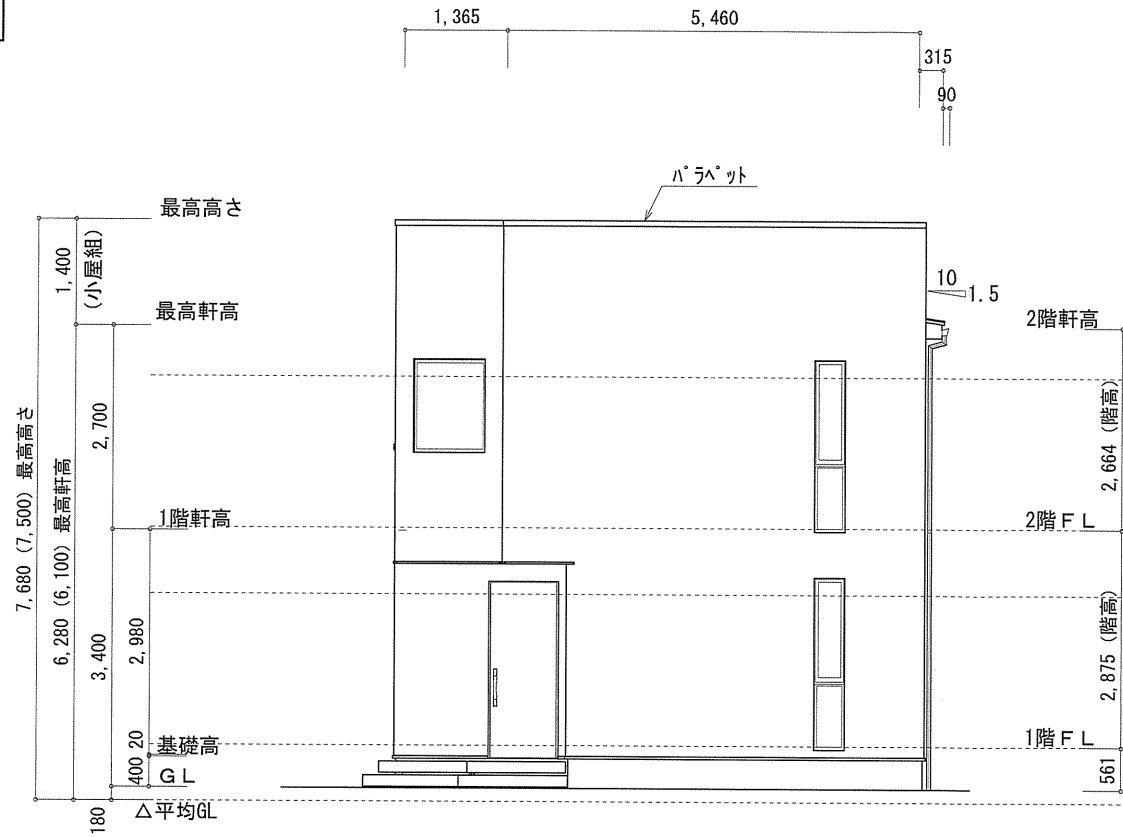 1,365
5,460
315
90
パラペット
最高高さ
1,400
(小屋組)
10
1.5
最高軒高
2階軒高
2,700
2,664 (階高)
7,680 (7,500) 最高高さ
6,280 (6,100) 最高軒高
1階軒高
2階ＦＬ
3,400
2,980
2,875 (階高)
20
基礎高
1階ＦＬ
400
ＧＬ
561
180
△平均GL